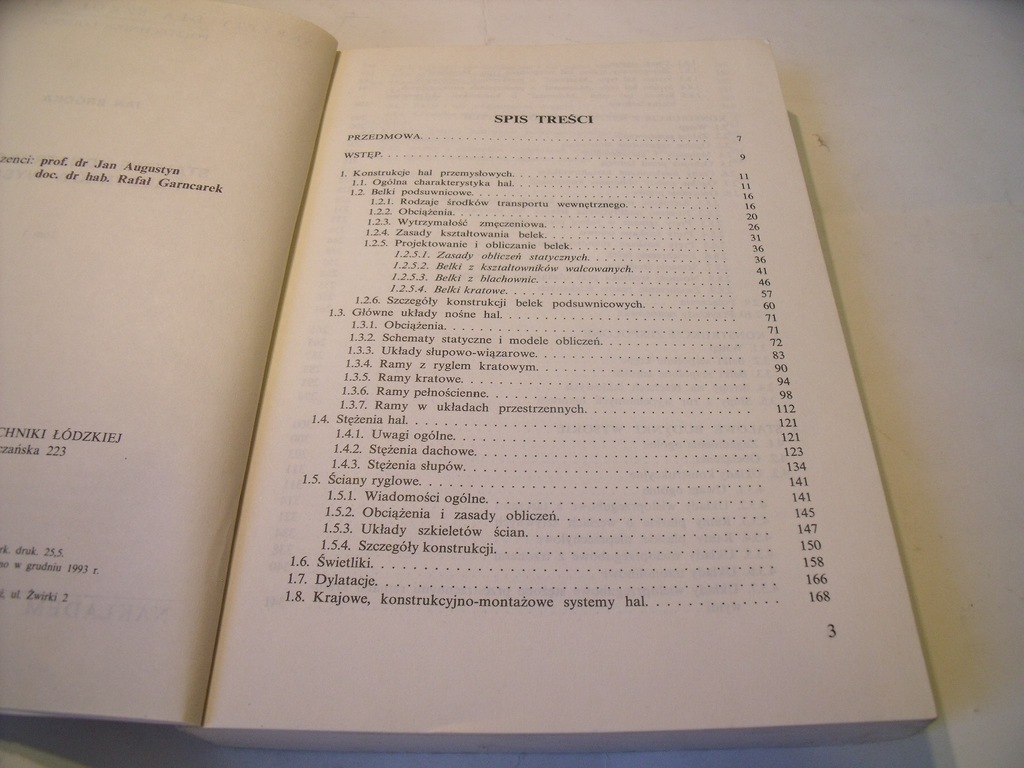 prof. dr Jan Augustyn
doc. dr hab. Rafał Garncarek
ŁÓDZKIEJ
223
druk. 25,5.
w grudniu 1993 r.
ul. Żwirki 2
SPIS TREŚCI
PRZEDMOWA. 7
WSTĘP. 9
1. Konstrukcje hal przemysłowych. 11
1.1. Ogólna charakterystyka hal. 11
1.2. Belki podsuwnicowe. 16
1.2.1. Rodzaje środków transportu wewnętrznego. 16
1.2.2. Obciążenia. 20
1.2.3. Wytrzymałość zmęczeniowa. 26
1.2.4. Zasady kształtowania belek. 31
1.2.5. Projektowanie i obliczanie belek. 36
1.2.5.1. Zasady obliczeń statycznych. 36
1.2.5.2. Belki z kształtowników walcowanych. 41
1.2.5.3. Belki z blachownic. 46
1.2.5.4. Belki kratowe. 57
1.2.6. Szczegóły konstrukcji belek podsuwnicowych. 60
1.3. Główne układy nośne hal. 71
1.3.1. Obciążenia. 71
1.3.2. Schematy statyczne i modele obliczeń. 72
1.3.3. Układy słupowo-wiązarowe. 83
1.3.4. Ramy z ryglem kratowym. 90
1.3.5. Ramy kratowe. 94
1.3.6. Ramy pełnościenne. 98
1.3.7. Ramy w układach przestrzennych. 112
1.4. Stężenia hal. 121
1.4.1. Uwagi ogólne. 121
1.4.2. Stężenia dachowe. 123
1.4.3. Stężenia słupów. 134
1.5. Ściany ryglowe. 141
1.5.1. Wiadomości ogólne. 141
1.5.2. Obciążenia i zasady obliczeń. 145
1.5.3. Układy szkieletów ścian. 147
1.5.4. Szczegóły konstrukcji. 150
1.6. Świetliki. 158
1.7. Dylatacje. 166
1.8. Krajowe, konstrukcyjno-montażowe systemy hal. 168
3